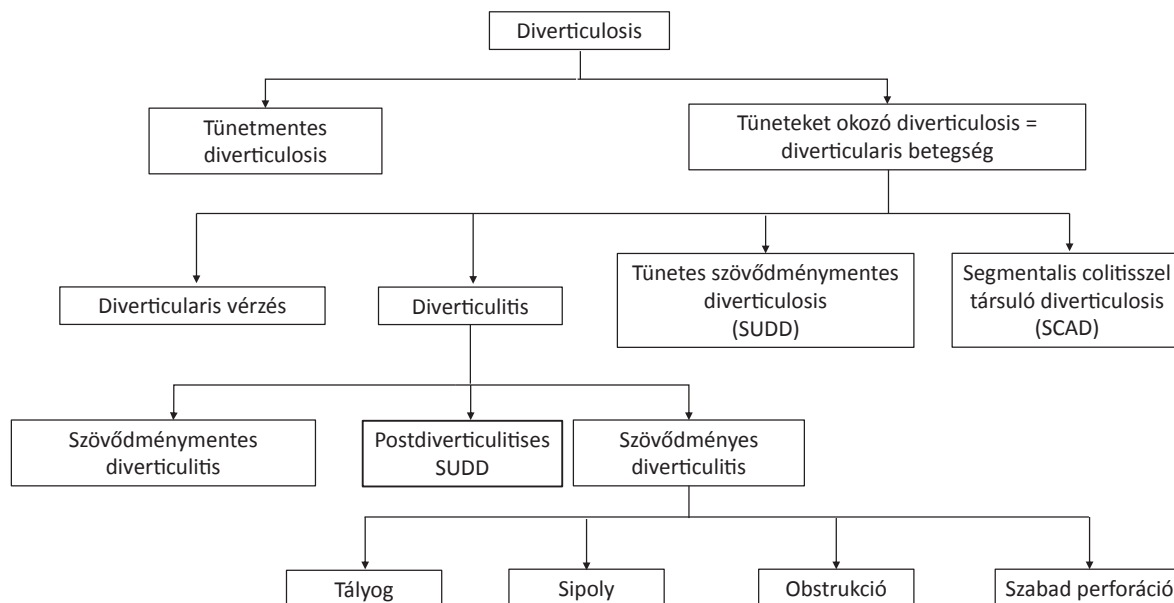 Diverticulosis
Tünetmentes
diverticulosis
Tüneteket okozó diverticulosis =
diverticularis betegség
Diverticularis vérzés
Diverticulitis
Tünetes szövődménymentes
diverticulosis
(SUDD)
Segmentalis colitisszel
társuló diverticulosis
(SCAD)
Szövődménymentes
diverticulitis
Postdiverticulitises
SUDD
Szövődményes
diverticulitis
Tályog
Sipoly
Obstrukció
Szabad perforáció